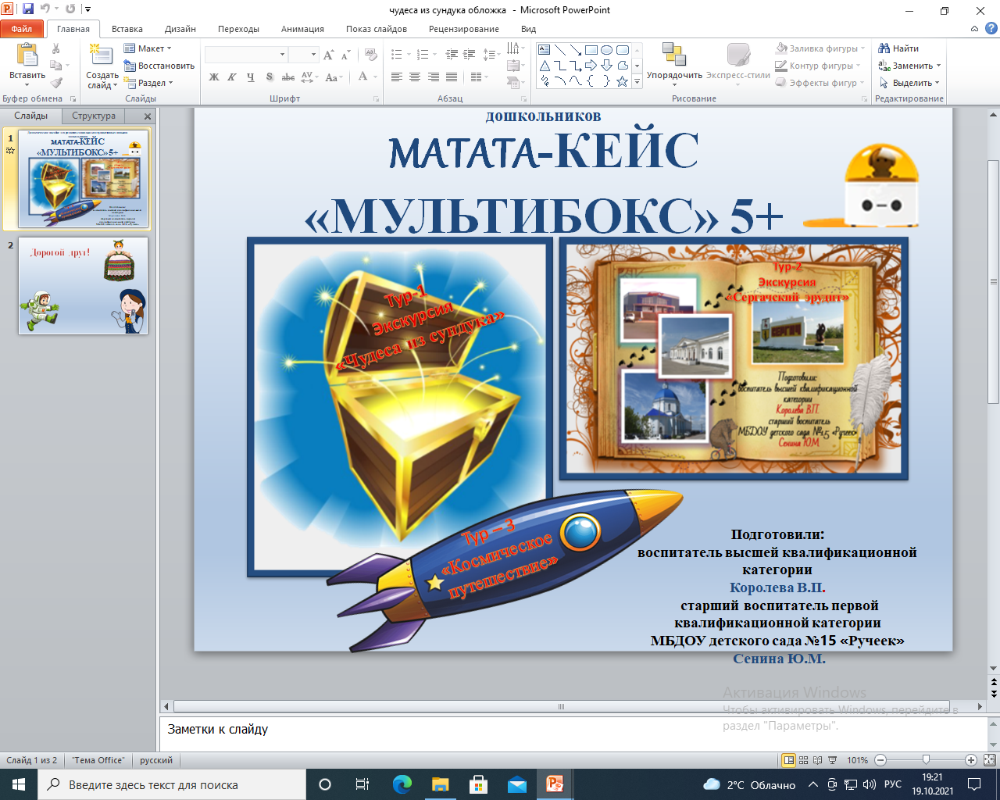 чудеса из сундука обложка - Microsoft PowerPoint
Файл
Главная
Вставка
Дизайн
Переходы
Анимация
Показ слайдов
Рецензирование
Вид
Вставить
Буфер обмена
Создать слайд
Макет
Восстановить
Раздел
Слайды
Ж К Ч S abc AV Aa А
Шрифт
Абзац
Упорядочить
Экспресс-стили
Заливка фигуры
Контур фигуры
Эффекты фигур
Рисование
Найти
Заменить
Выделить
Редактирование
Слайды
Структура
1
МАТАТА-КЕЙС
«МУЛЬТИБОКС» 5+
2
Дорогой друг!
дошкольников
МАТАТА-КЕЙС
«МУЛЬТИБОКС» 5+
Тур-1
Экскурсия
«Чудеса из сундука»
Тур-2
Экскурсия
«Сергачский эрудит»
СЕРГАЧ
Подготовили:
воспитатель высшей квалификационной
категории
Королева В.П.
старший воспитатель
МБДОУ детского сада №15 «Ручеек»
Сенина Ю.М
Тур – 3
«Космическое
путешествие»
Подготовили:
воспитатель высшей квалификационной
категории
Королева В.П.
старший воспитатель первой
квалификационной категории
МБДОУ детского сада №15 «Ручеек»
Сенина Ю.М.
Активация Windows
Чтобы активировать Windows, перейдите в
раздел "Параметры".
Заметки к слайду
Слайд 1 из 2
"Тема Office"
русский
101%
Введите здесь текст для поиска
2°C Облачно
РУС
19:21
19.10.2021